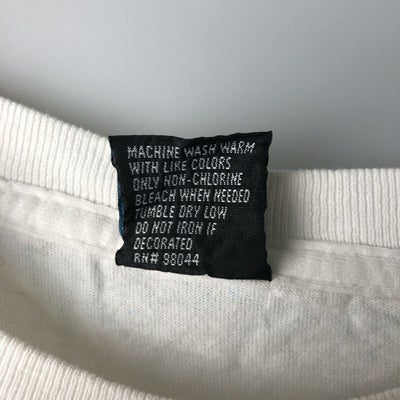 MACHINE WASH WARM
WITH LIKE COLORS
ONLY NON-CHLORINE
BLEACH WHEN NEEDED
TUMBLE DRY LOW
DO NOT IRON IF
DECORATED
RN# 98044